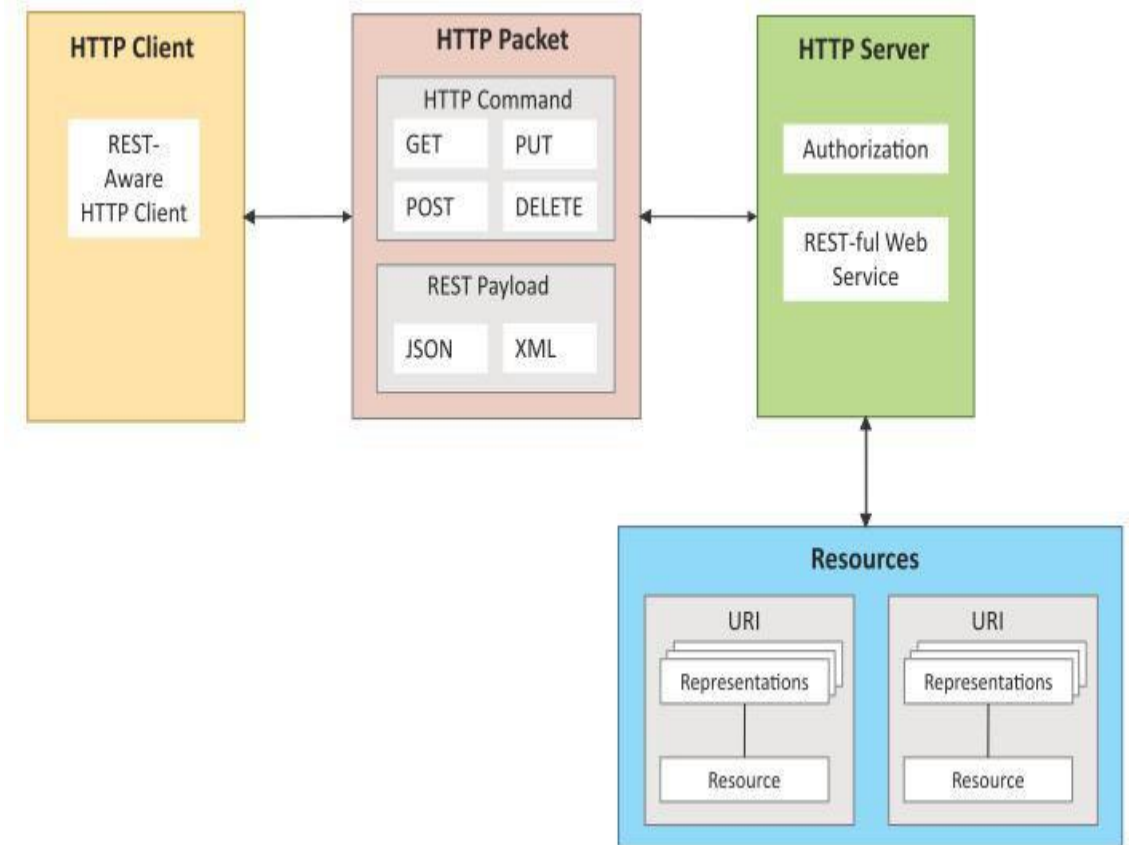 HTTP Client
REST-
Aware
HTTP Client
HTTP Packet
HTTP Command
GET
PUT
POST
DELETE
REST Payload
JSON
XML
HTTP Server
Authorization
REST-ful Web
Service
Resources
URI
Representations
Resource
URI
Representations
Resource